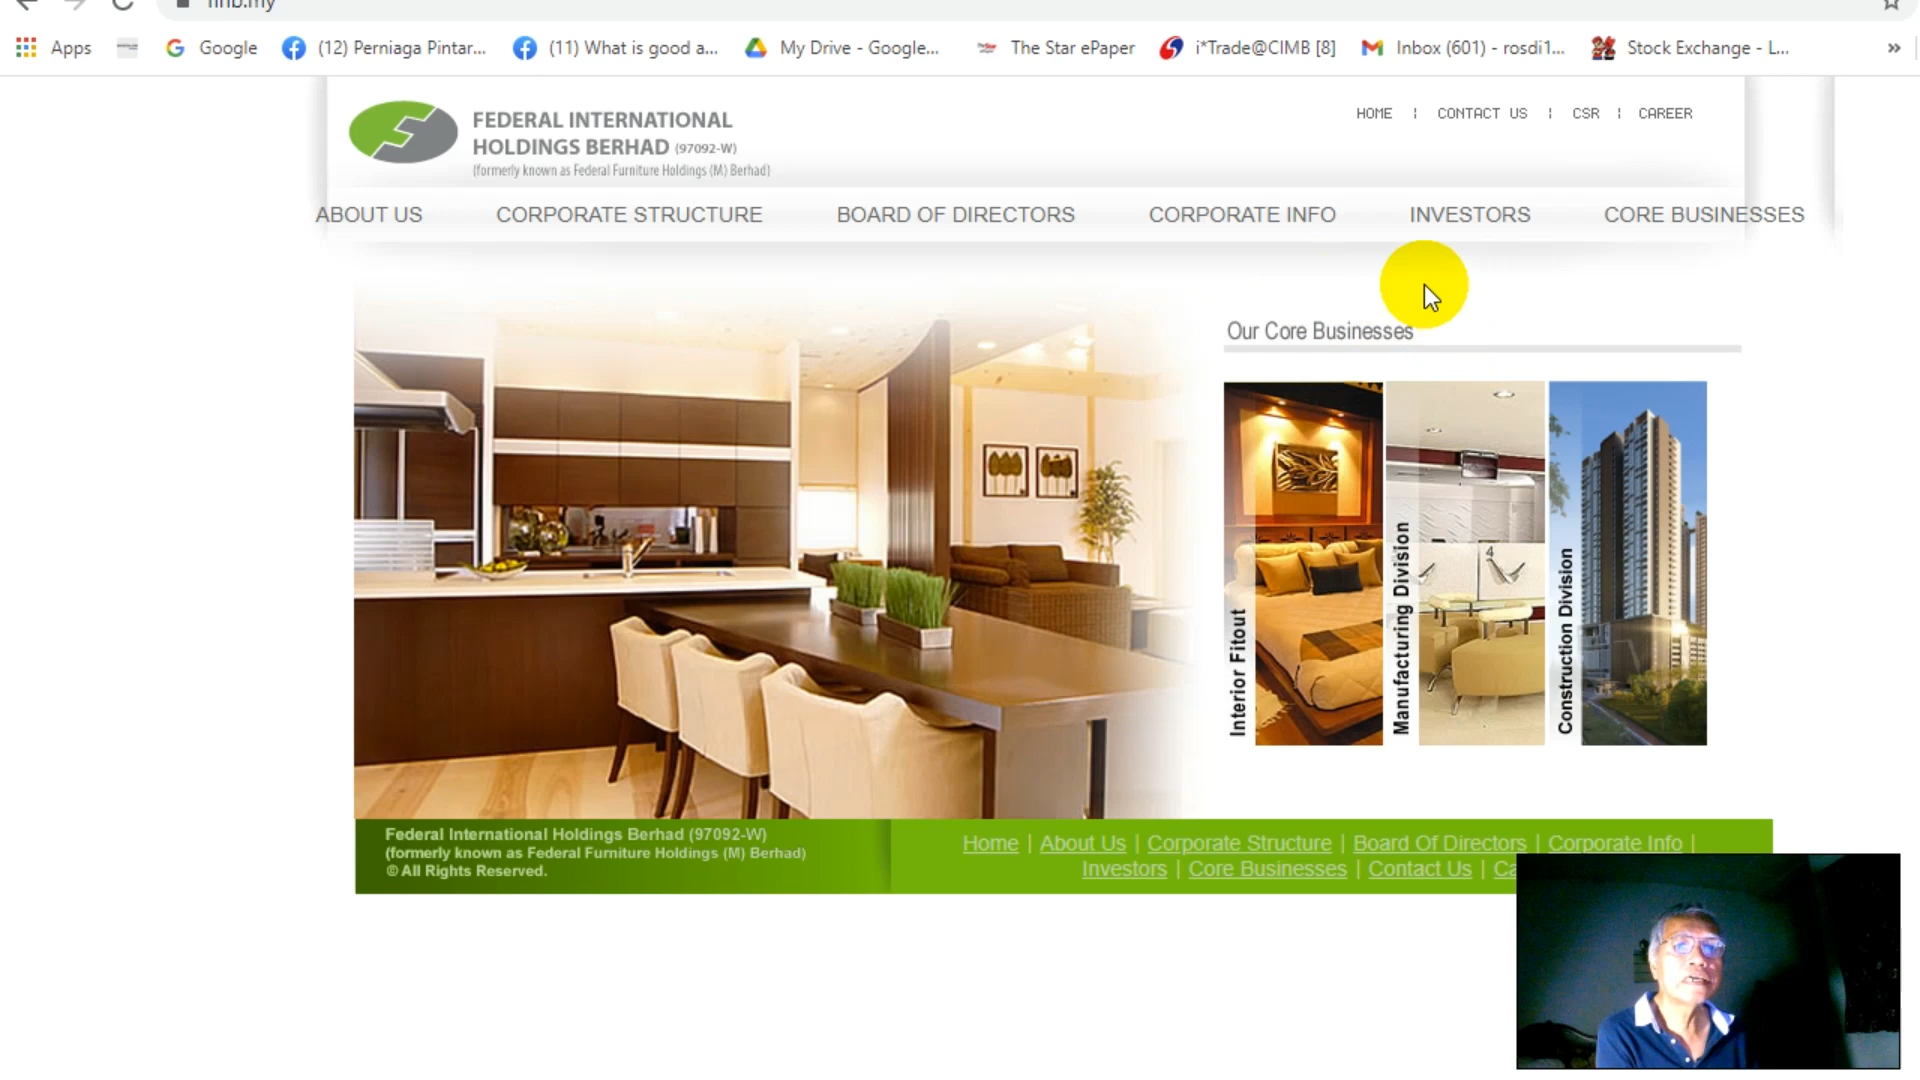 Apps
Google
(12) Perniaga Pintar...
(11) What is good a...
My Drive - Google...
The Star ePaper
i*Trade@CIMB [8]
Inbox (601) - rosdi1...
Stock Exchange - L...
»
FEDERAL INTERNATIONAL
HOLDINGS BERHAD (97092-W)
(formerly known as Federal Furniture Holdings (M) Berhad)
HOME | CONTACT US | CSR | CAREER
ABOUT US
CORPORATE STRUCTURE
BOARD OF DIRECTORS
CORPORATE INFO
INVESTORS
CORE BUSINESSES
Our Core Businesses
Interior Fitout
Manufacturing Division
4
Construction Division
Federal International Holdings Berhad (97092-W)
(formerly known as Federal Furniture Holdings (M) Berhad)
© All Rights Reserved.
Home | About Us | Corporate Structure | Board Of Directors | Corporate Info |
Investors | Core Businesses | Contact Us | Ca